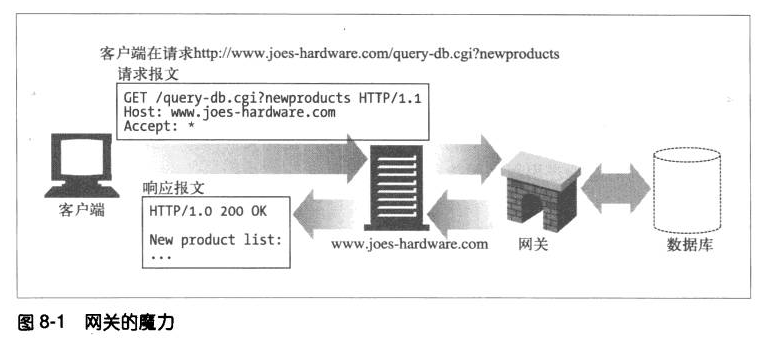 客户端在请求http://www.joes-hardware.com/query-db.cgi?newproducts
请求报文
GET /query-db.cgi?newproducts HTTP/1.1
Host: www.joes-hardware.com
Accept: *
响应报文
HTTP/1.0 200 OK
New product list:
...
客户端
www.joes-hardware.com
网关
数据库
图 8-1 网关的魔力